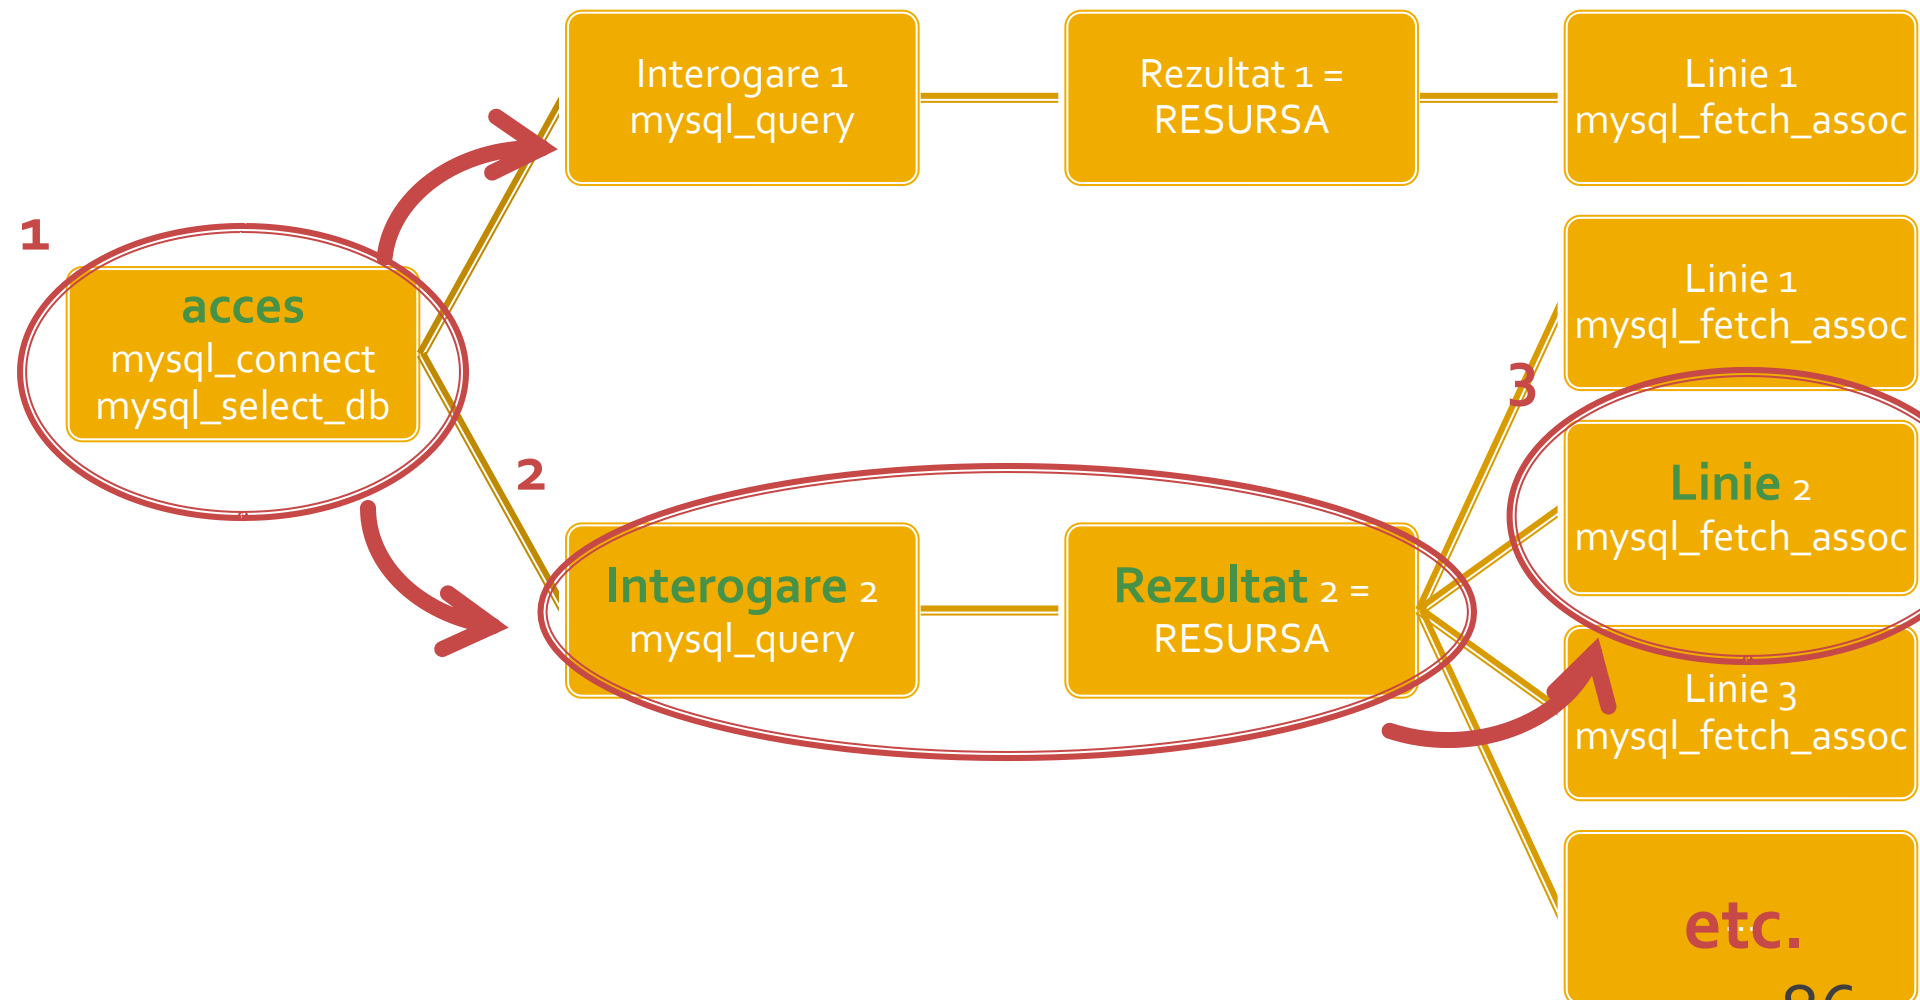 Interogare 1
mysql_query
Rezultat 1 =
RESURSA
Linie 1
mysql_fetch_assoc
1
acces
mysql_connect
mysql_select_db
Linie 1
mysql_fetch_assoc
3
2
Interogare 2
mysql_query
Rezultat 2 =
RESURSA
Linie 2
mysql_fetch_assoc
Linie 3
mysql_fetch_assoc
etc.